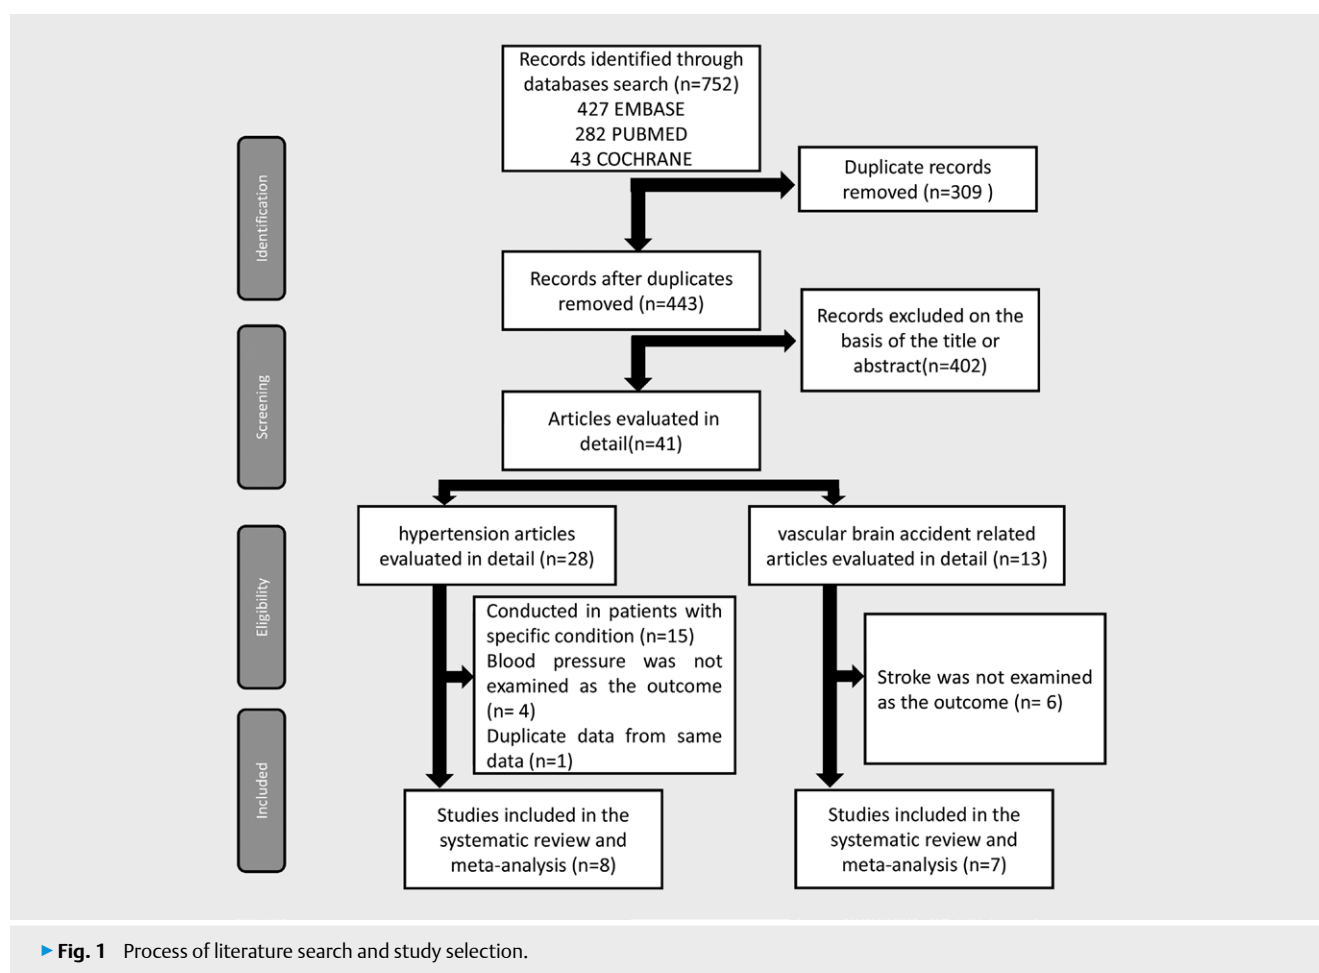 Records identified through
databases search (n=752)
427 EMBASE
282 PUBMED
43 COCHRANE
Duplicate records
removed (n=309 )
Identification
Records after duplicates
removed (n=443)
Records excluded on the
basis of the title or
abstract(n=402)
Screening
Articles evaluated in
detail(n=41)
hypertension articles
evaluated in detail (n=28)
vascular brain accident related
articles evaluated in detail (n=13)
Eligibility
Conducted in patients with
specific condition (n=15)
Blood pressure was not
examined as the outcome
(n= 4)
Duplicate data from same
data (n=1)
Stroke was not examined
as the outcome (n= 6)
Included
Studies included in the
systematic review and
meta-analysis (n=8)
Studies included in the
systematic review and
meta-analysis (n=7)
Fig. 1 Process of literature search and study selection.